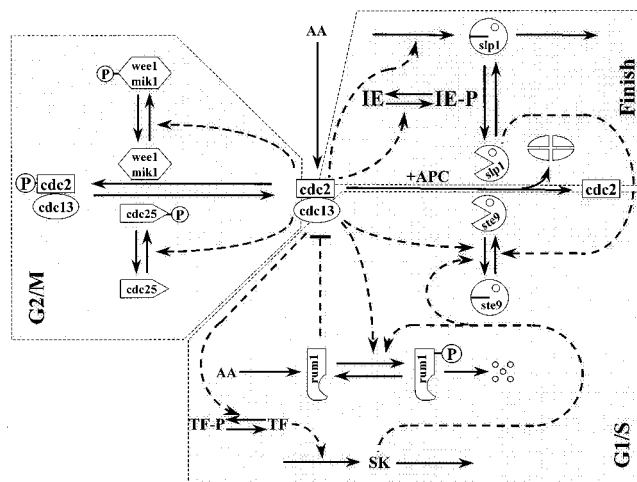 AA
slp1
Finish
wee1
mik1
P
IE
IE-P
wee1
mik1
slp1
+APC
P
cdc2
cdc13
cdc2
cdc13
cdc2
cdc25
P
ste9
G2/M
cdc25
ste9
P
AA
rum1
rum1
TF-P
TF
SK
G1/S